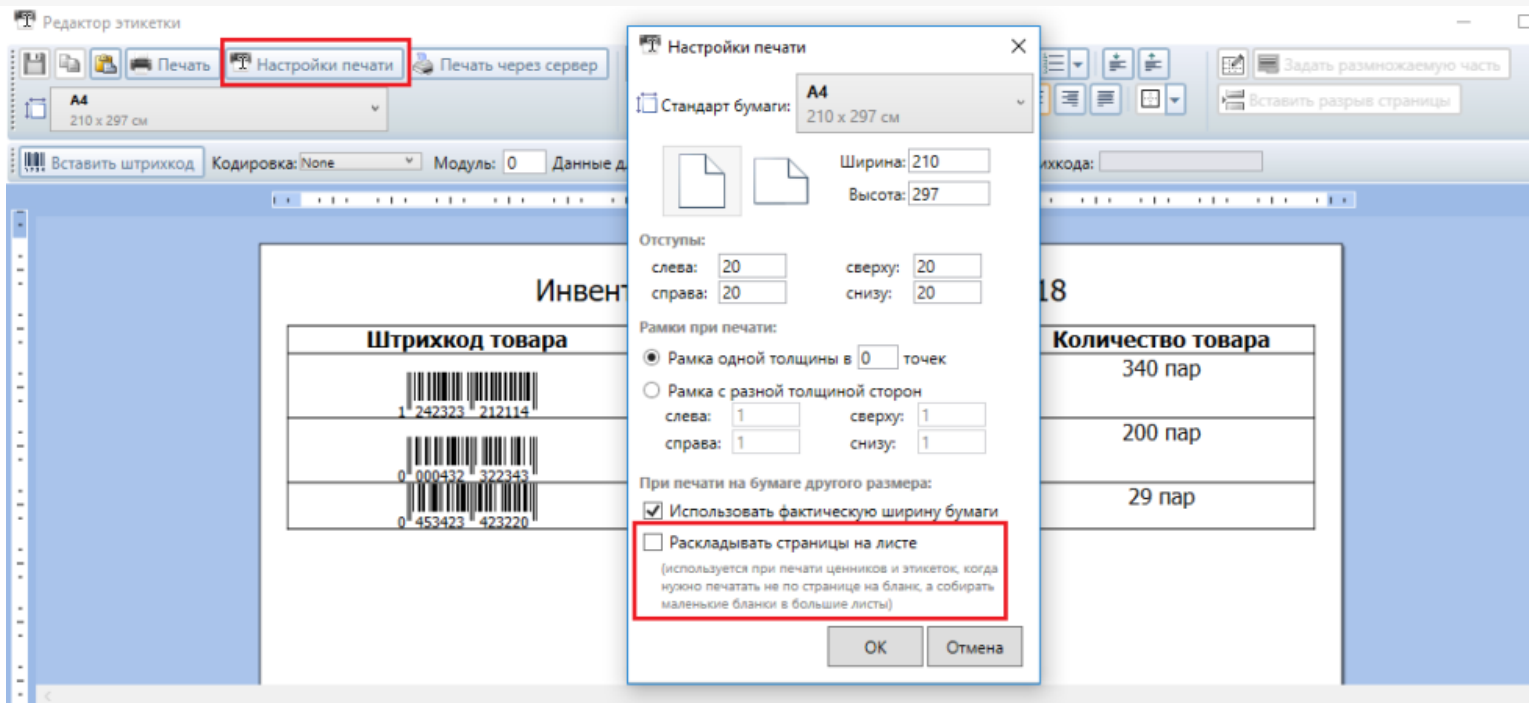 Редактор этикетки
Печать
Настройки печати
Печать через сервер
Задать размножаемую часть
A4
210 x 297 см
Вставить разрыв страницы
Вставить штрихкод
Кодировка: None
Модуль: 0
Данные д
ихкода:
Инвент
18
Штрихкод товара
Количество товара
1 242323 212114
340 пар
0 000432 322343
200 пар
0 453423 423220
29 пар
Настройки печати
Стандарт бумаги:
A4
210 x 297 см
Ширина: 210
Высота: 297
Отступы:
слева: 20 сверху: 20
справа: 20 снизу: 20
Рамки при печати:
Рамка одной толщины в 0 точек
Рамка с разной толщиной сторон
слева: 1 сверху: 1
справа: 1 снизу: 1
При печати на бумаге другого размера:
Использовать фактическую ширину бумаги
Раскладывать страницы на листе
(используется при печати ценников и этикеток, когда
нужно печатать не по странице на бланк, а собирать
маленькие бланки в большие листы)
ОК
Отмена